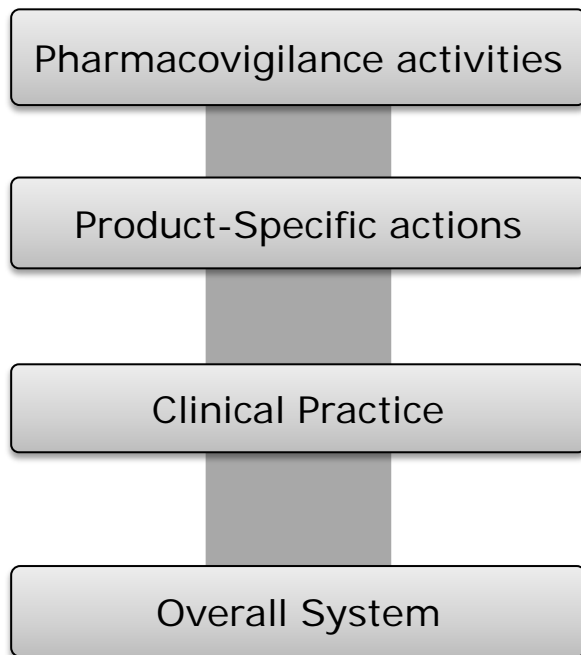 Pharmacovigilance activities
Product-Specific actions
Clinical Practice
Overall System